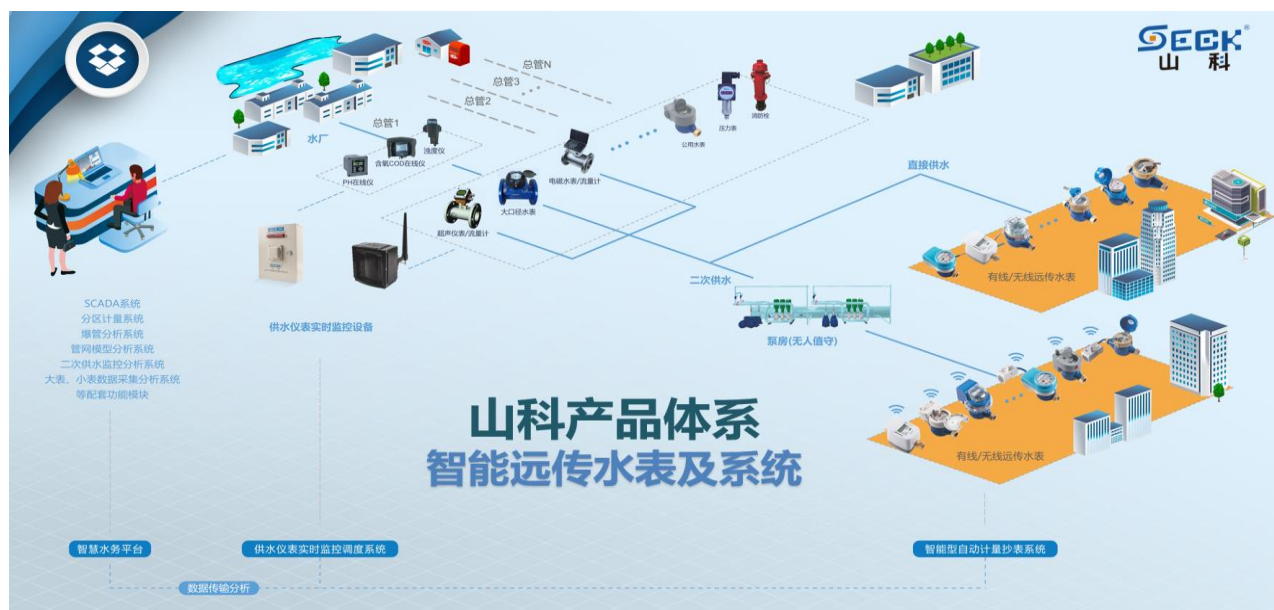 SECK®
山科
总管N
总管3
总管2
总管1
水厂
浊度仪
含氧COD在线仪
PH在线仪
消防栓
压力表
公用水表
电磁水表/流量计
大口径水表
超声仪表/流量计
直接供水
二次供水
有线/无线远传水表
泵房(无人值守)
有线/无线远传水表
SCADA系统
分区计量系统
爆管分析系统
管网模型分析系统
二次供水监控分析系统
大表、小表数据采集分析系统
等配套功能模块
供水仪表实时监控设备
山科产品体系
智能远传水表及系统
智慧水务平台
供水仪表实时监控调度系统
智能型自动计量抄表系统
数据传输分析